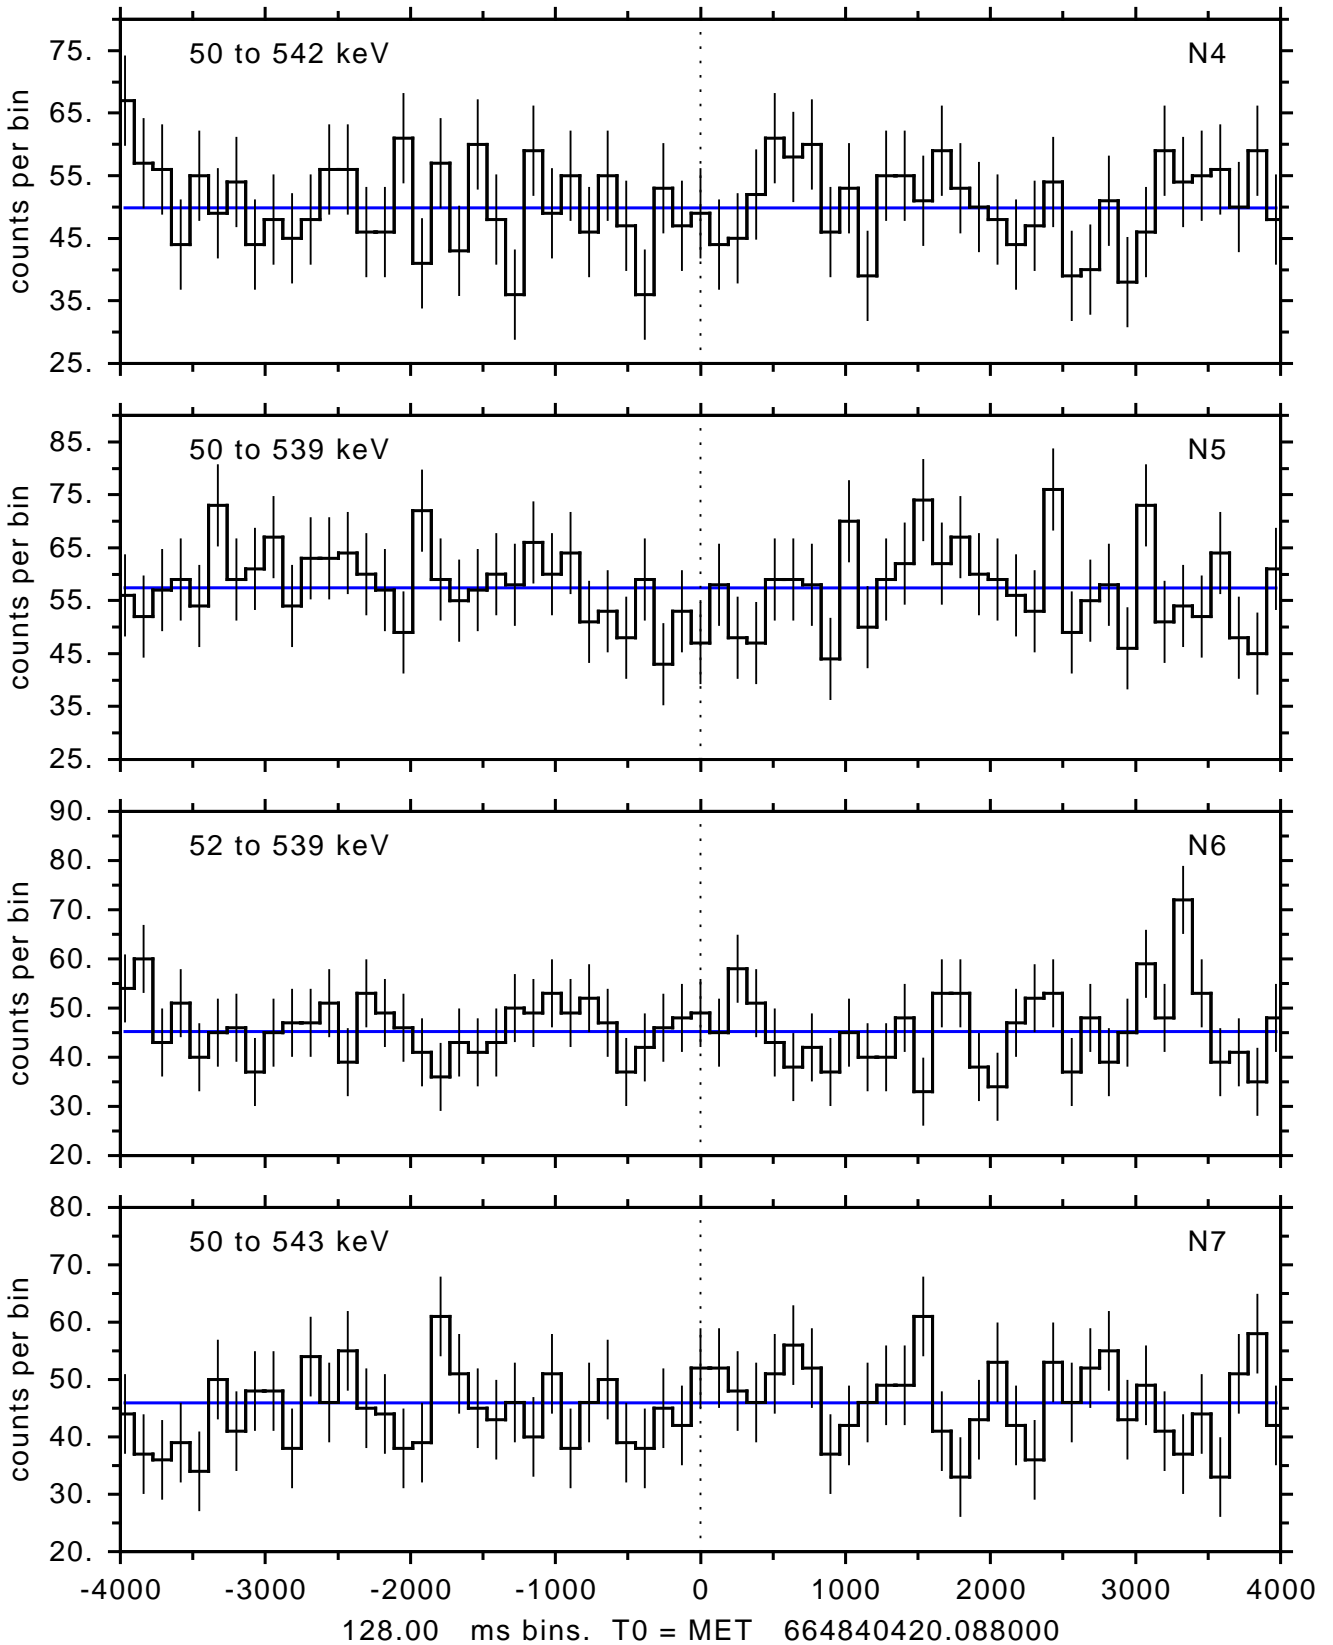 50 to 542 keV N4
75.
65.
55.
45.
35.
25.
counts per bin
50 to 539 keV N5
85.
75.
65.
55.
45.
35.
25.
counts per bin
52 to 539 keV N6
90.
80.
70.
60.
50.
40.
30.
20.
counts per bin
50 to 543 keV N7
80.
70.
60.
50.
40.
30.
20.
counts per bin
-4000 -3000 -2000 -1000 0 1000 2000 3000 4000
128.00 ms bins. T0 = MET 664840420.088000